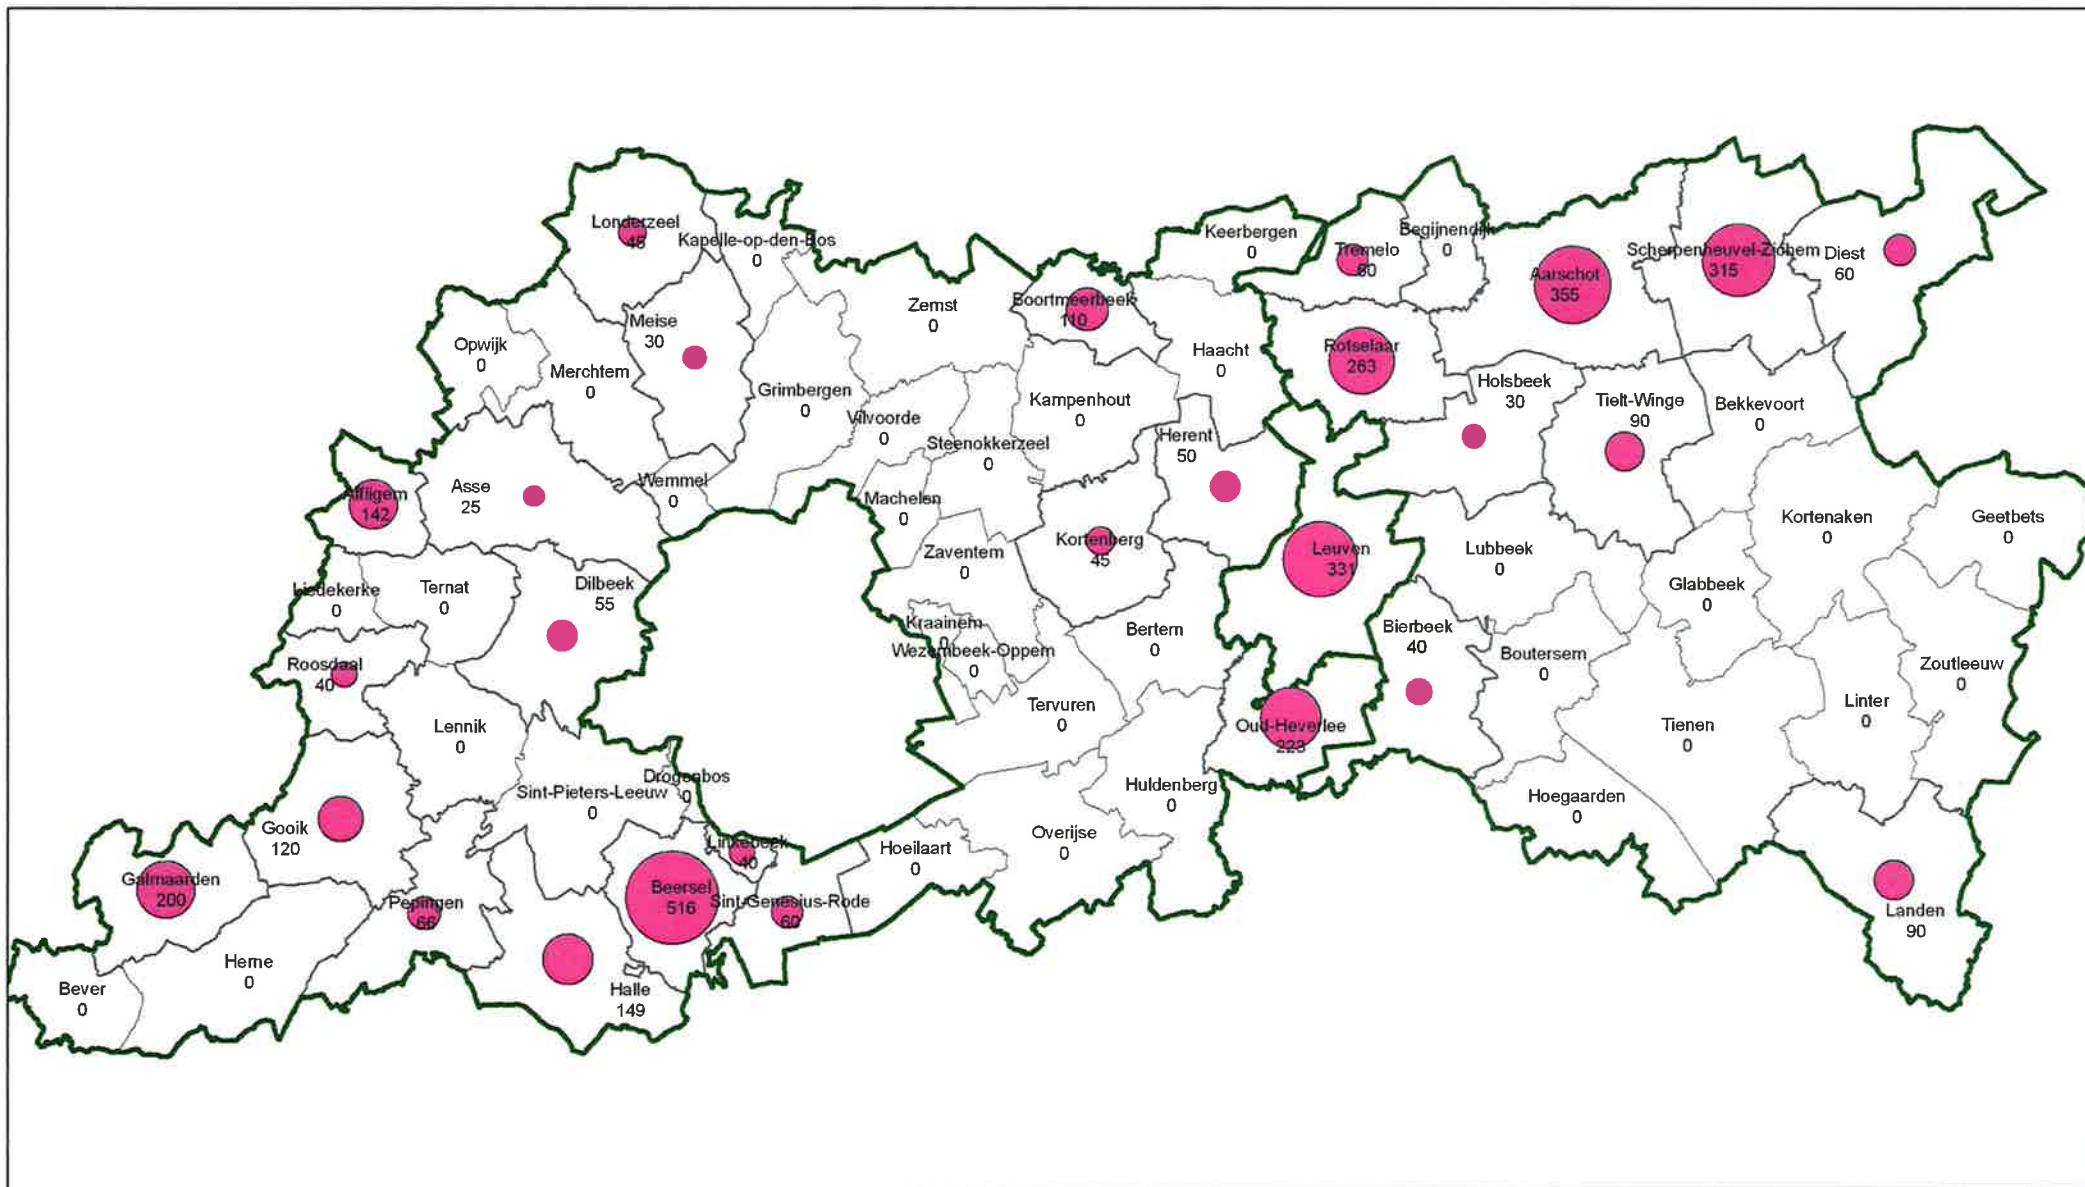 Londerzeel
45
Kapelle-op-den-Bos
0
Keerbergen
0
Tremelo
60
Begijnendijk
0
Aarschot
355
Scherpenheuvel-Zichem
315
Diest
60
Meise
30
Zemst
0
Boortmeerbeek
110
Haacht
0
Rotselaar
263
Opwijk
0
Merchtem
0
Grimbergen
0
Vilvoorde
0
Kampenhout
0
Holsbeek
30
Tielt-Winge
90
Bekkevoort
0
Steenokkerzeel
0
Herent
50
Affligem
142
Asse
25
Wemmel
0
Machelen
0
Kortenberg
45
Leuven
331
Lubbeek
0
Kortenaken
0
Geetbets
0
Zaventem
0
Liedekerke
0
Ternat
0
Dilbeek
55
Glabbeek
0
Kraainem
0
Wezembeek-Oppem
0
Bertem
0
Bierbeek
40
Boutersem
0
Roosdaal
40
Zoutleeuw
0
Lennik
0
Tervuren
0
Oud-Heverlee
223
Tienen
0
Linter
0
Drogenbos
0
Sint-Pieters-Leeuw
0
Huldenberg
0
Hoegaarden
0
Gooik
120
Linkebeek
40
Hoeilaart
0
Overijse
0
Galmaarden
200
Pepingen
66
Beersel
516
Sint-Genesius-Rode
60
Landen
90
Herne
0
Bever
0
Halle
149